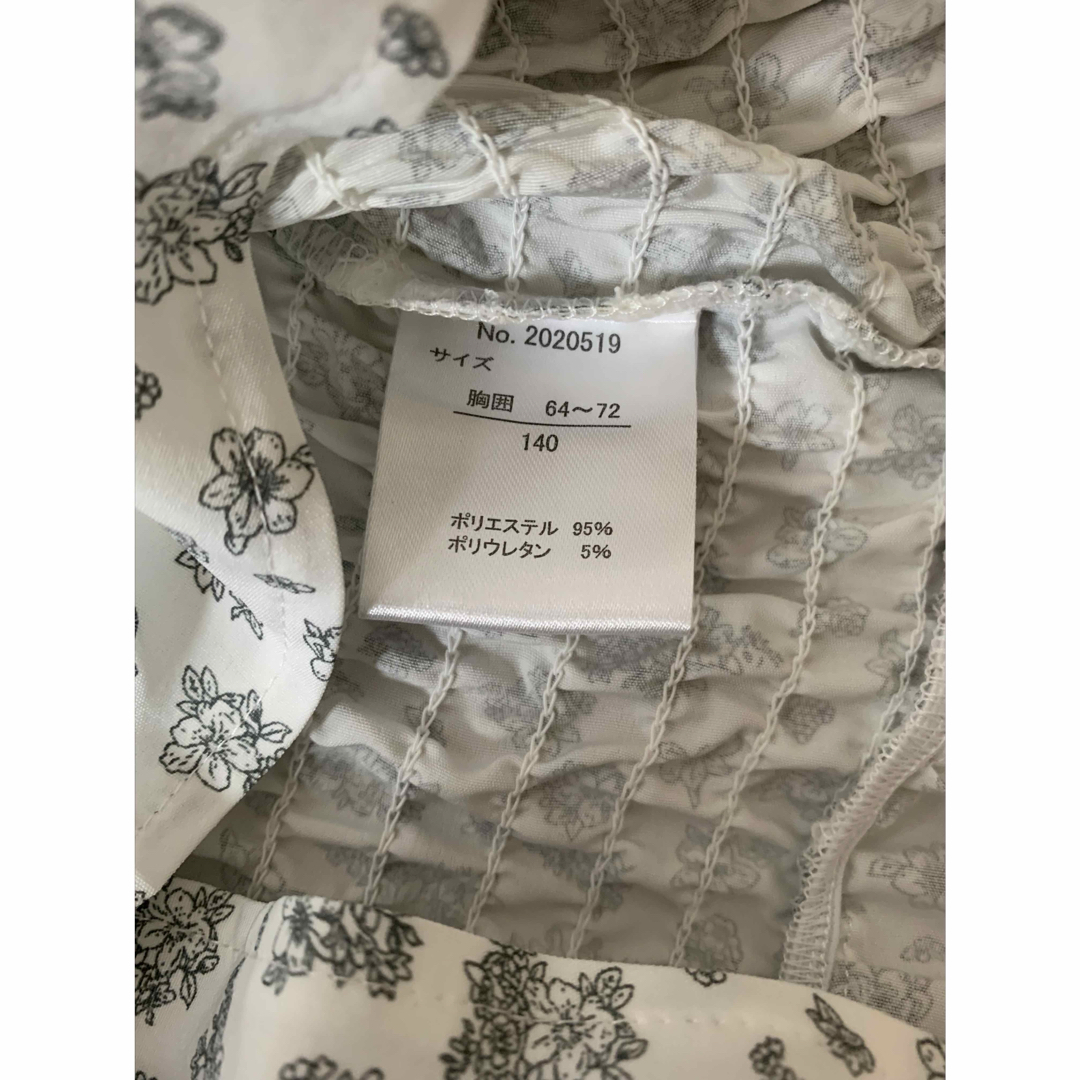 No. 2020519
サイズ
胸囲 64～72
140
ポリエステル 95%
ポリウレタン 5%